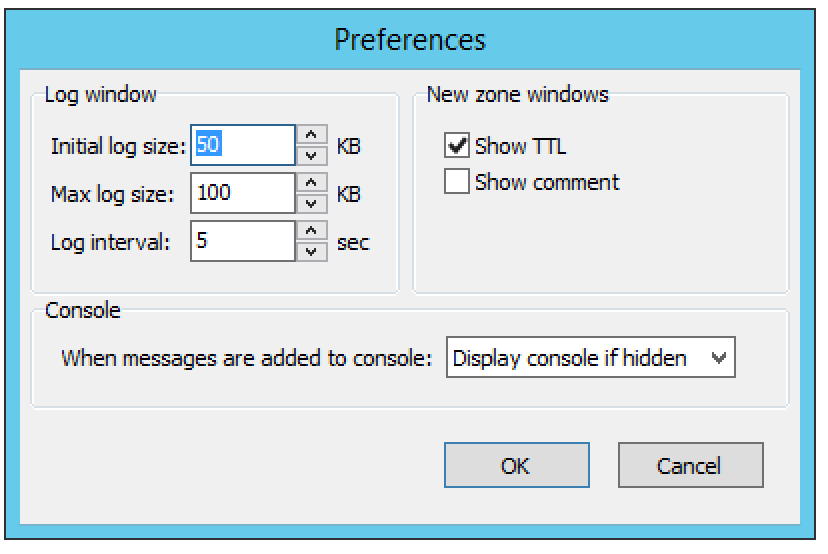 Preferences
Log window
Initial log size: 50 KB
Max log size: 100 KB
Log interval: 5 sec
New zone windows
Show TTL
Show comment
Console
When messages are added to console: Display console if hidden
OK Cancel